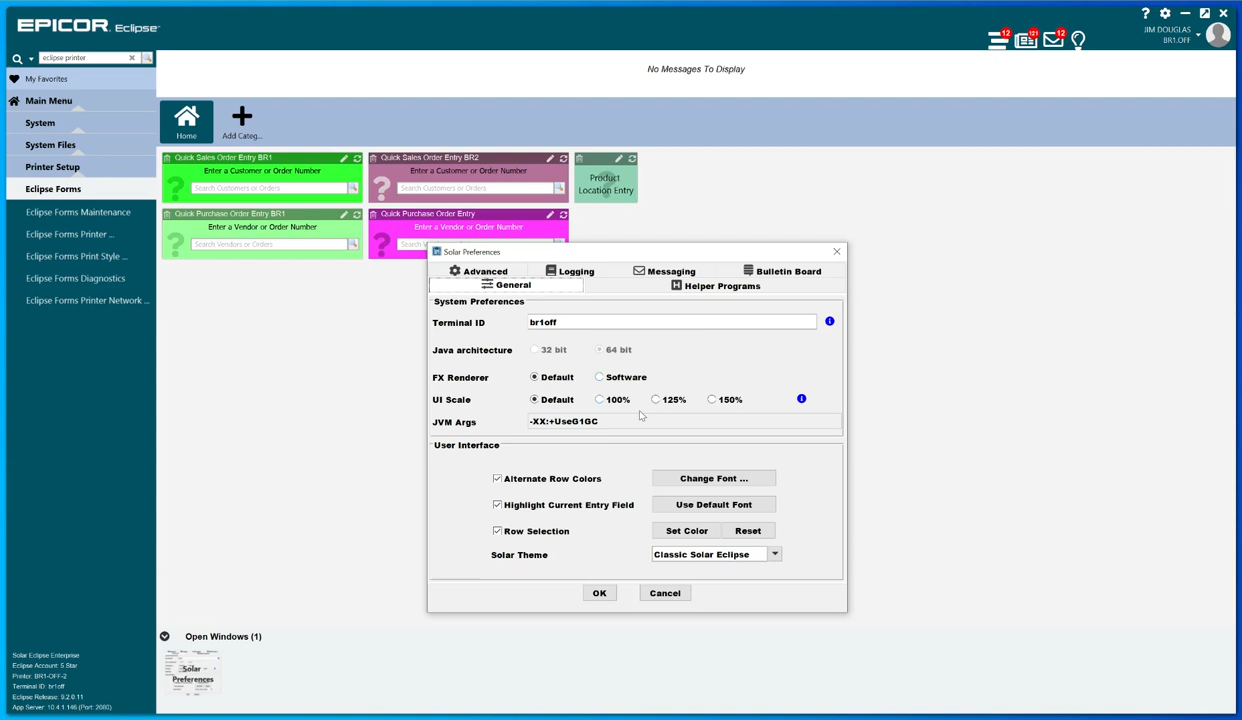 EPICOR Eclipse
12
121
12
JIM DOUGLAS
BR1.OFF
eclipse printer
My Favorites
Main Menu
System
System Files
Printer Setup
Eclipse Forms
Eclipse Forms Maintenance
Eclipse Forms Printer ...
Eclipse Forms Print Style ...
Eclipse Forms Diagnostics
Eclipse Forms Printer Network ...
No Messages To Display
Home
Add Categ...
Quick Sales Order Entry BR1
Enter a Customer or Order Number
Search Customers or Orders
Quick Sales Order Entry BR2
Enter a Customer or Order Number
Search Customers or Orders
Product
Location Entry
Quick Purchase Order Entry BR1
Enter a Vendor or Order Number
Search Vendors or Orders
Quick Purchase Order Entry
Enter a Vendor or Order Number
Solar Preferences
Advanced
Logging
Messaging
Bulletin Board
General
Helper Programs
System Preferences
Terminal ID
br1off
Java architecture
32 bit
64 bit
FX Renderer
Default
Software
UI Scale
Default
100%
125%
150%
JVM Args
-XX:+UseG1GC
User Interface
Alternate Row Colors
Change Font ...
Highlight Current Entry Field
Use Default Font
Row Selection
Set Color
Reset
Solar Theme
Classic Solar Eclipse
OK
Cancel
Open Windows (1)
Solar
Preferences
Solar Eclipse Enterprise
Eclipse Account: 5 Star
Printer: BR1-OFF-2
Terminal ID: br1off
Eclipse Release: 9.2.0.11
App Server: 10.4.1.146 (Port: 2080)